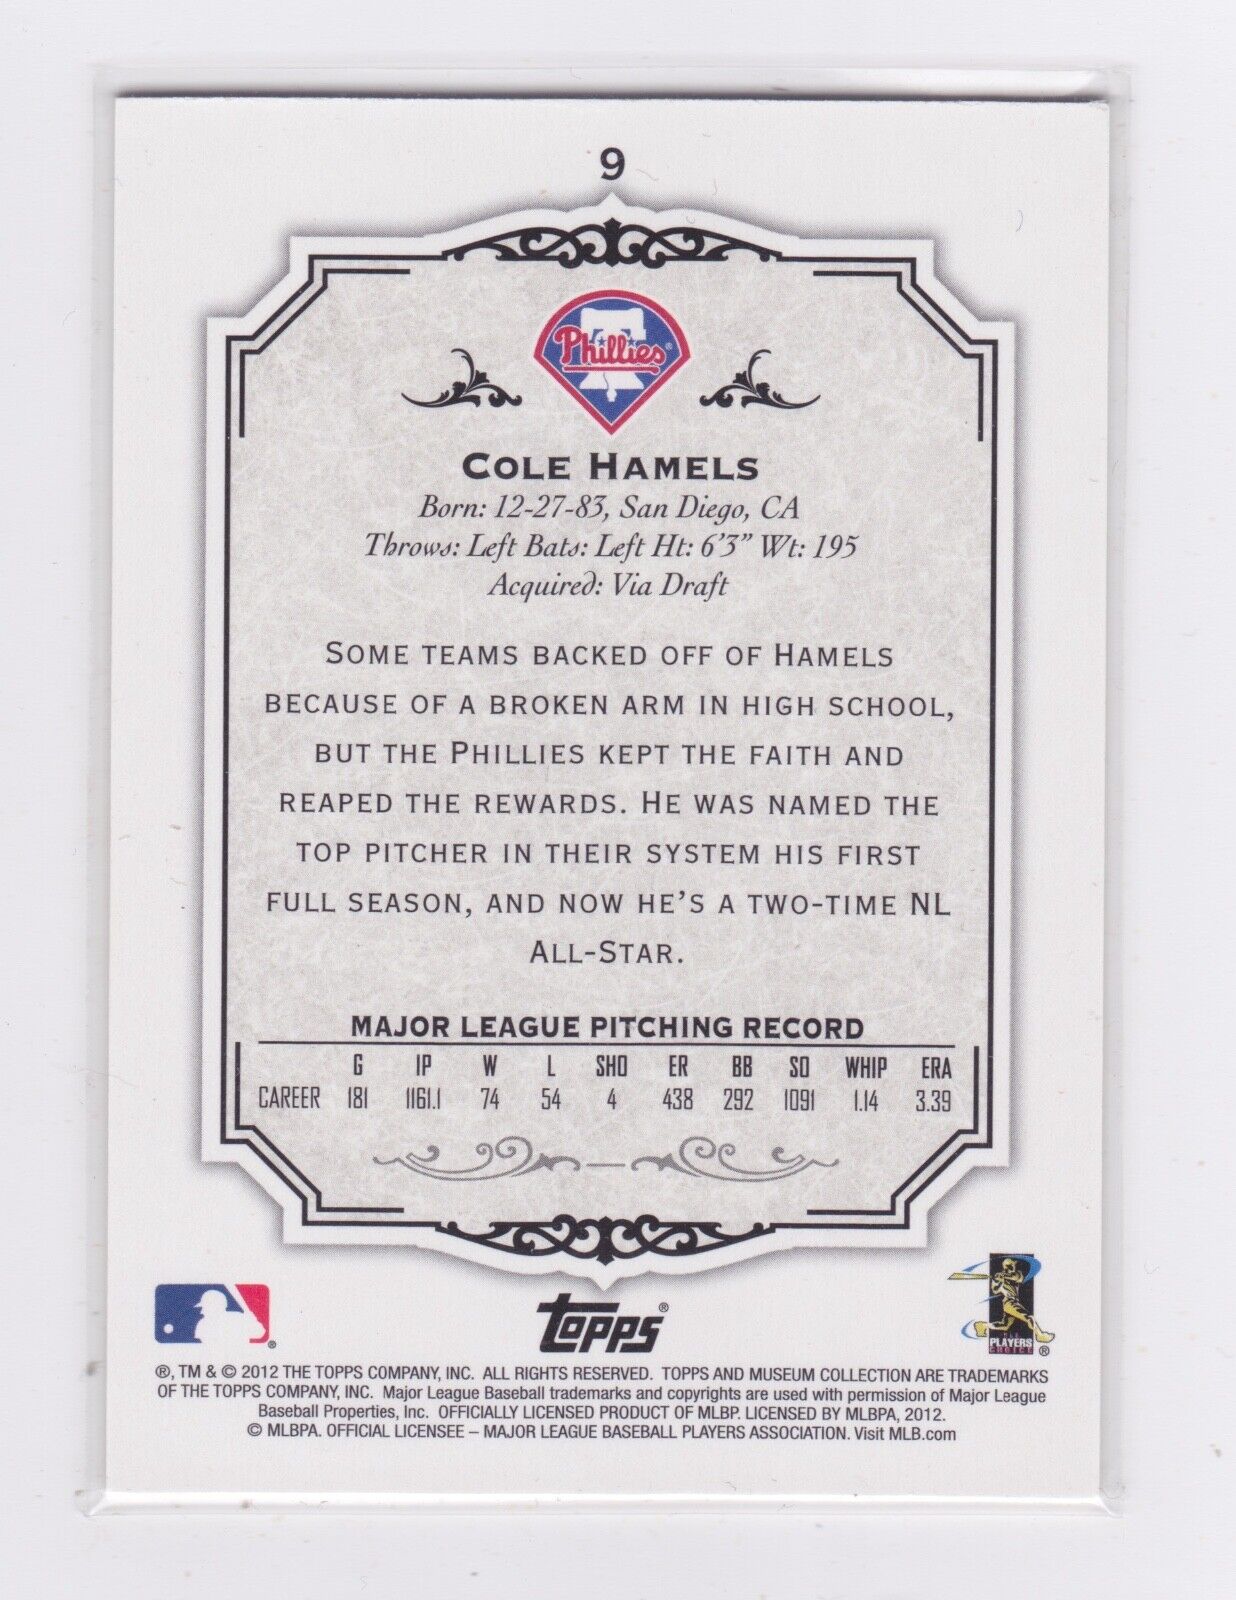 9
Phillies®
COLE HAMELS
Born: 12-27-83, San Diego, CA
Throws: Left Bats: Left Ht: 6'3" Wt: 195
Acquired: Via Draft
SOME TEAMS BACKED OFF OF HAMELS
BECAUSE OF A BROKEN ARM IN HIGH SCHOOL,
BUT THE PHILLIES KEPT THE FAITH AND
REAPED THE REWARDS. HE WAS NAMED THE
TOP PITCHER IN THEIR SYSTEM HIS FIRST
FULL SEASON, AND NOW HE'S A TWO-TIME NL
ALL-STAR.
MAJOR LEAGUE PITCHING RECORD
G IP W L SHO ER BB SO WHIP ERA
CAREER 181 1161.1 74 54 4 438 292 1091 1.14 3.39
®
topps®
PLAYERS
CHOICE ®
®, TM & © 2012 THE TOPPS COMPANY, INC. ALL RIGHTS RESERVED. TOPPS AND MUSEUM COLLECTION ARE TRADEMARKS
OF THE TOPPS COMPANY, INC. Major League Baseball trademarks and copyrights are used with permission of Major League
Baseball Properties, Inc. OFFICIALLY LICENSED PRODUCT OF MLBP. LICENSED BY MLBPA, 2012.
© MLBPA. OFFICIAL LICENSEE – MAJOR LEAGUE BASEBALL PLAYERS ASSOCIATION. Visit MLB.com